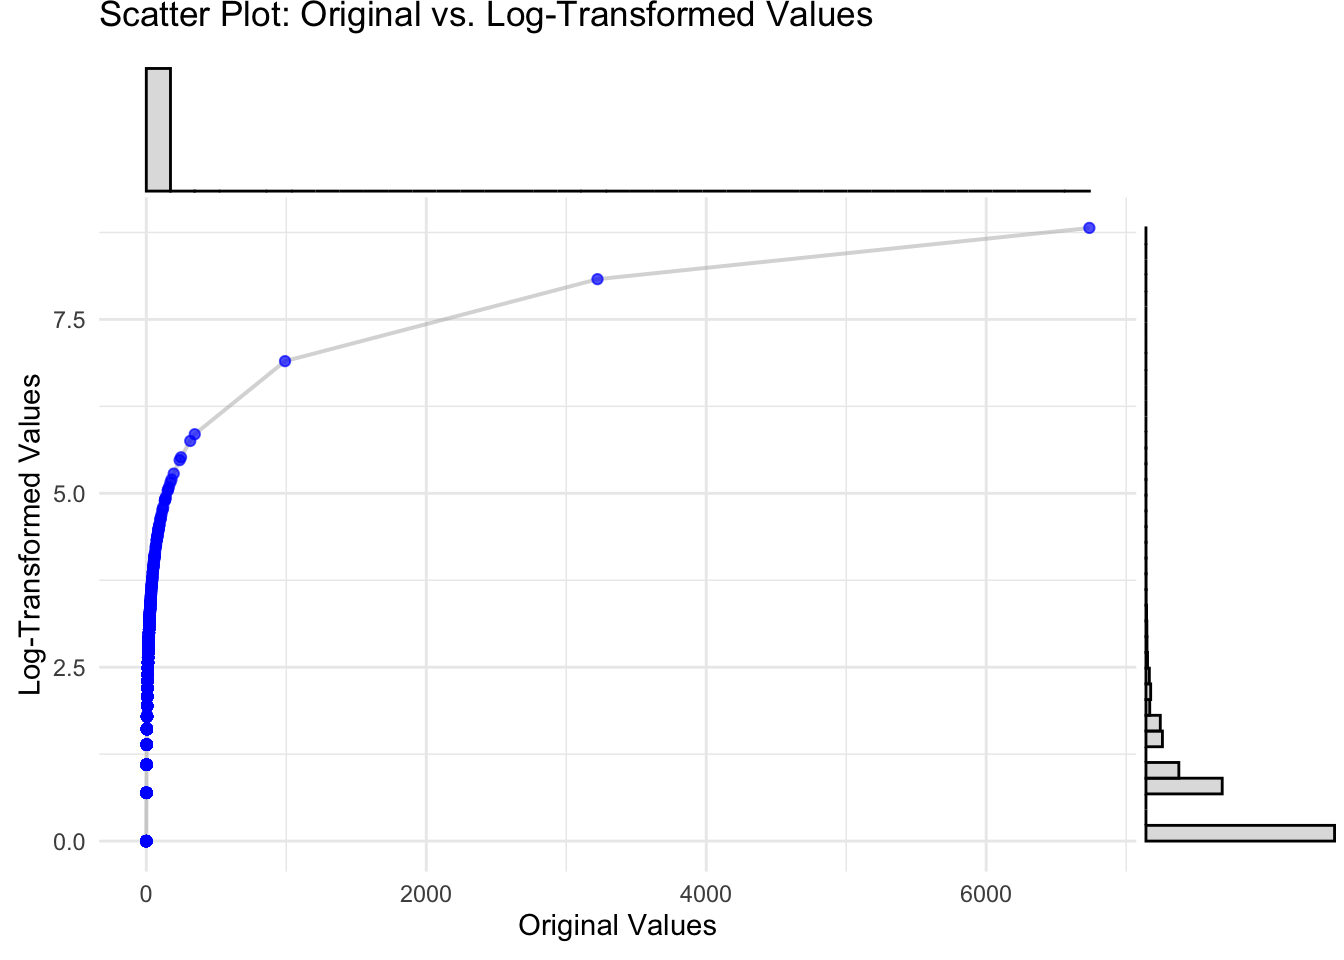 Scatter Plot: Original vs. Log-Transformed Values
7.5
5.0
2.5
0.0
Log-Transformed Values
0 2000 4000 6000
Original Values